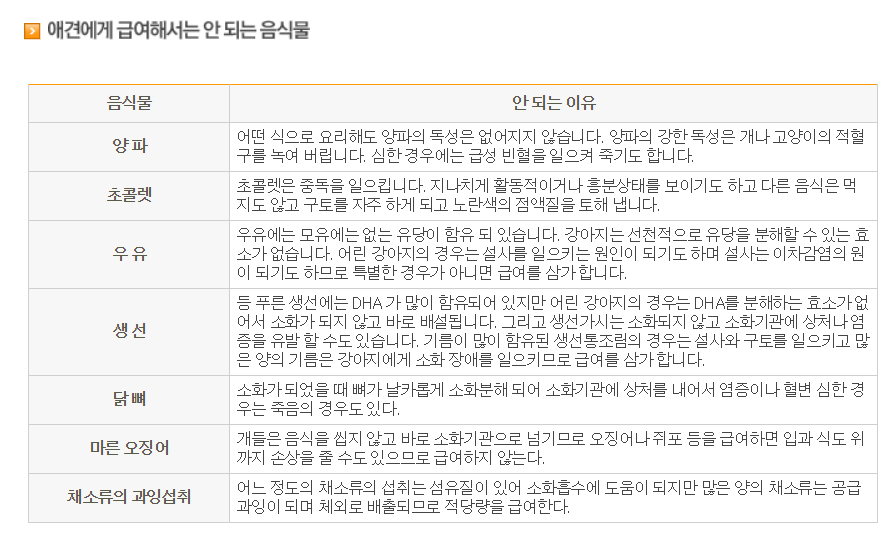 애견에게 급여해서는 안 되는 음식물
음식물
안 되는 이유
양 파
어떤 식으로 요리해도 양파의 독성은 없어지지 않습니다. 양파의 강한 독성은 개나 고양이의 적혈
구를 녹여 버립니다. 심한 경우에는 급성 빈혈을 일으켜 죽기도 합니다.
초콜렛
초콜렛은 중독을 일으킵니다. 지나치게 활동적이거나 흥분상태를 보이기도 하고 다른 음식은 먹
지도 않고 구토를 자주 하게 되고 노란색의 점액질을 토해 냅니다.
우 유
우유에는 모유에는 없는 유당이 함유 되 있습니다. 강아지는 선천적으로 유당을 분해할 수 있는 효
소가 없습니다. 어린 강아지의 경우는 설사를 일으키는 원인이 되기도 하며 설사는 이차감염의 원
이 되기도 하므로 특별한 경우가 아니면 급여를 삼가 합니다.
생 선
등 푸른 생선에는 DHA 가 많이 함유되어 있지만 어린 강아지의 경우는 DHA를 분해하는 효소가 없
어서 소화가 되지 않고 바로 배설됩니다. 그리고 생선가시는 소화되지 않고 소화기관에 상처나 염
증을 유발 할 수도 있습니다. 기름이 많이 함유된 생선통조림의 경우는 설사와 구토를 일으키고 많
은 양의 기름은 강아지에게 소화 장애를 일으키므로 급여를 삼가 합니다.
닭 뼈
소화가 되었을 때 뼈가 날카롭게 소화분해 되어 소화기관에 상처를 내어서 염증이나 혈변 심한 경
우는 죽음의 경우도 있다.
마른 오징어
개들은 음식을 씹지 않고 바로 소화기관으로 넘기므로 오징어나 쥐포 등을 급여하면 입과 식도 위
까지 손상을 줄 수도 있으므로 급여하지 않는다.
채소류의 과잉섭취
어느 정도의 채소류의 섭취는 섬유질이 있어 소화흡수에 도움이 되지만 많은 양의 채소류는 공급
과잉이 되며 체외로 배출되므로 적당량을 급여한다.